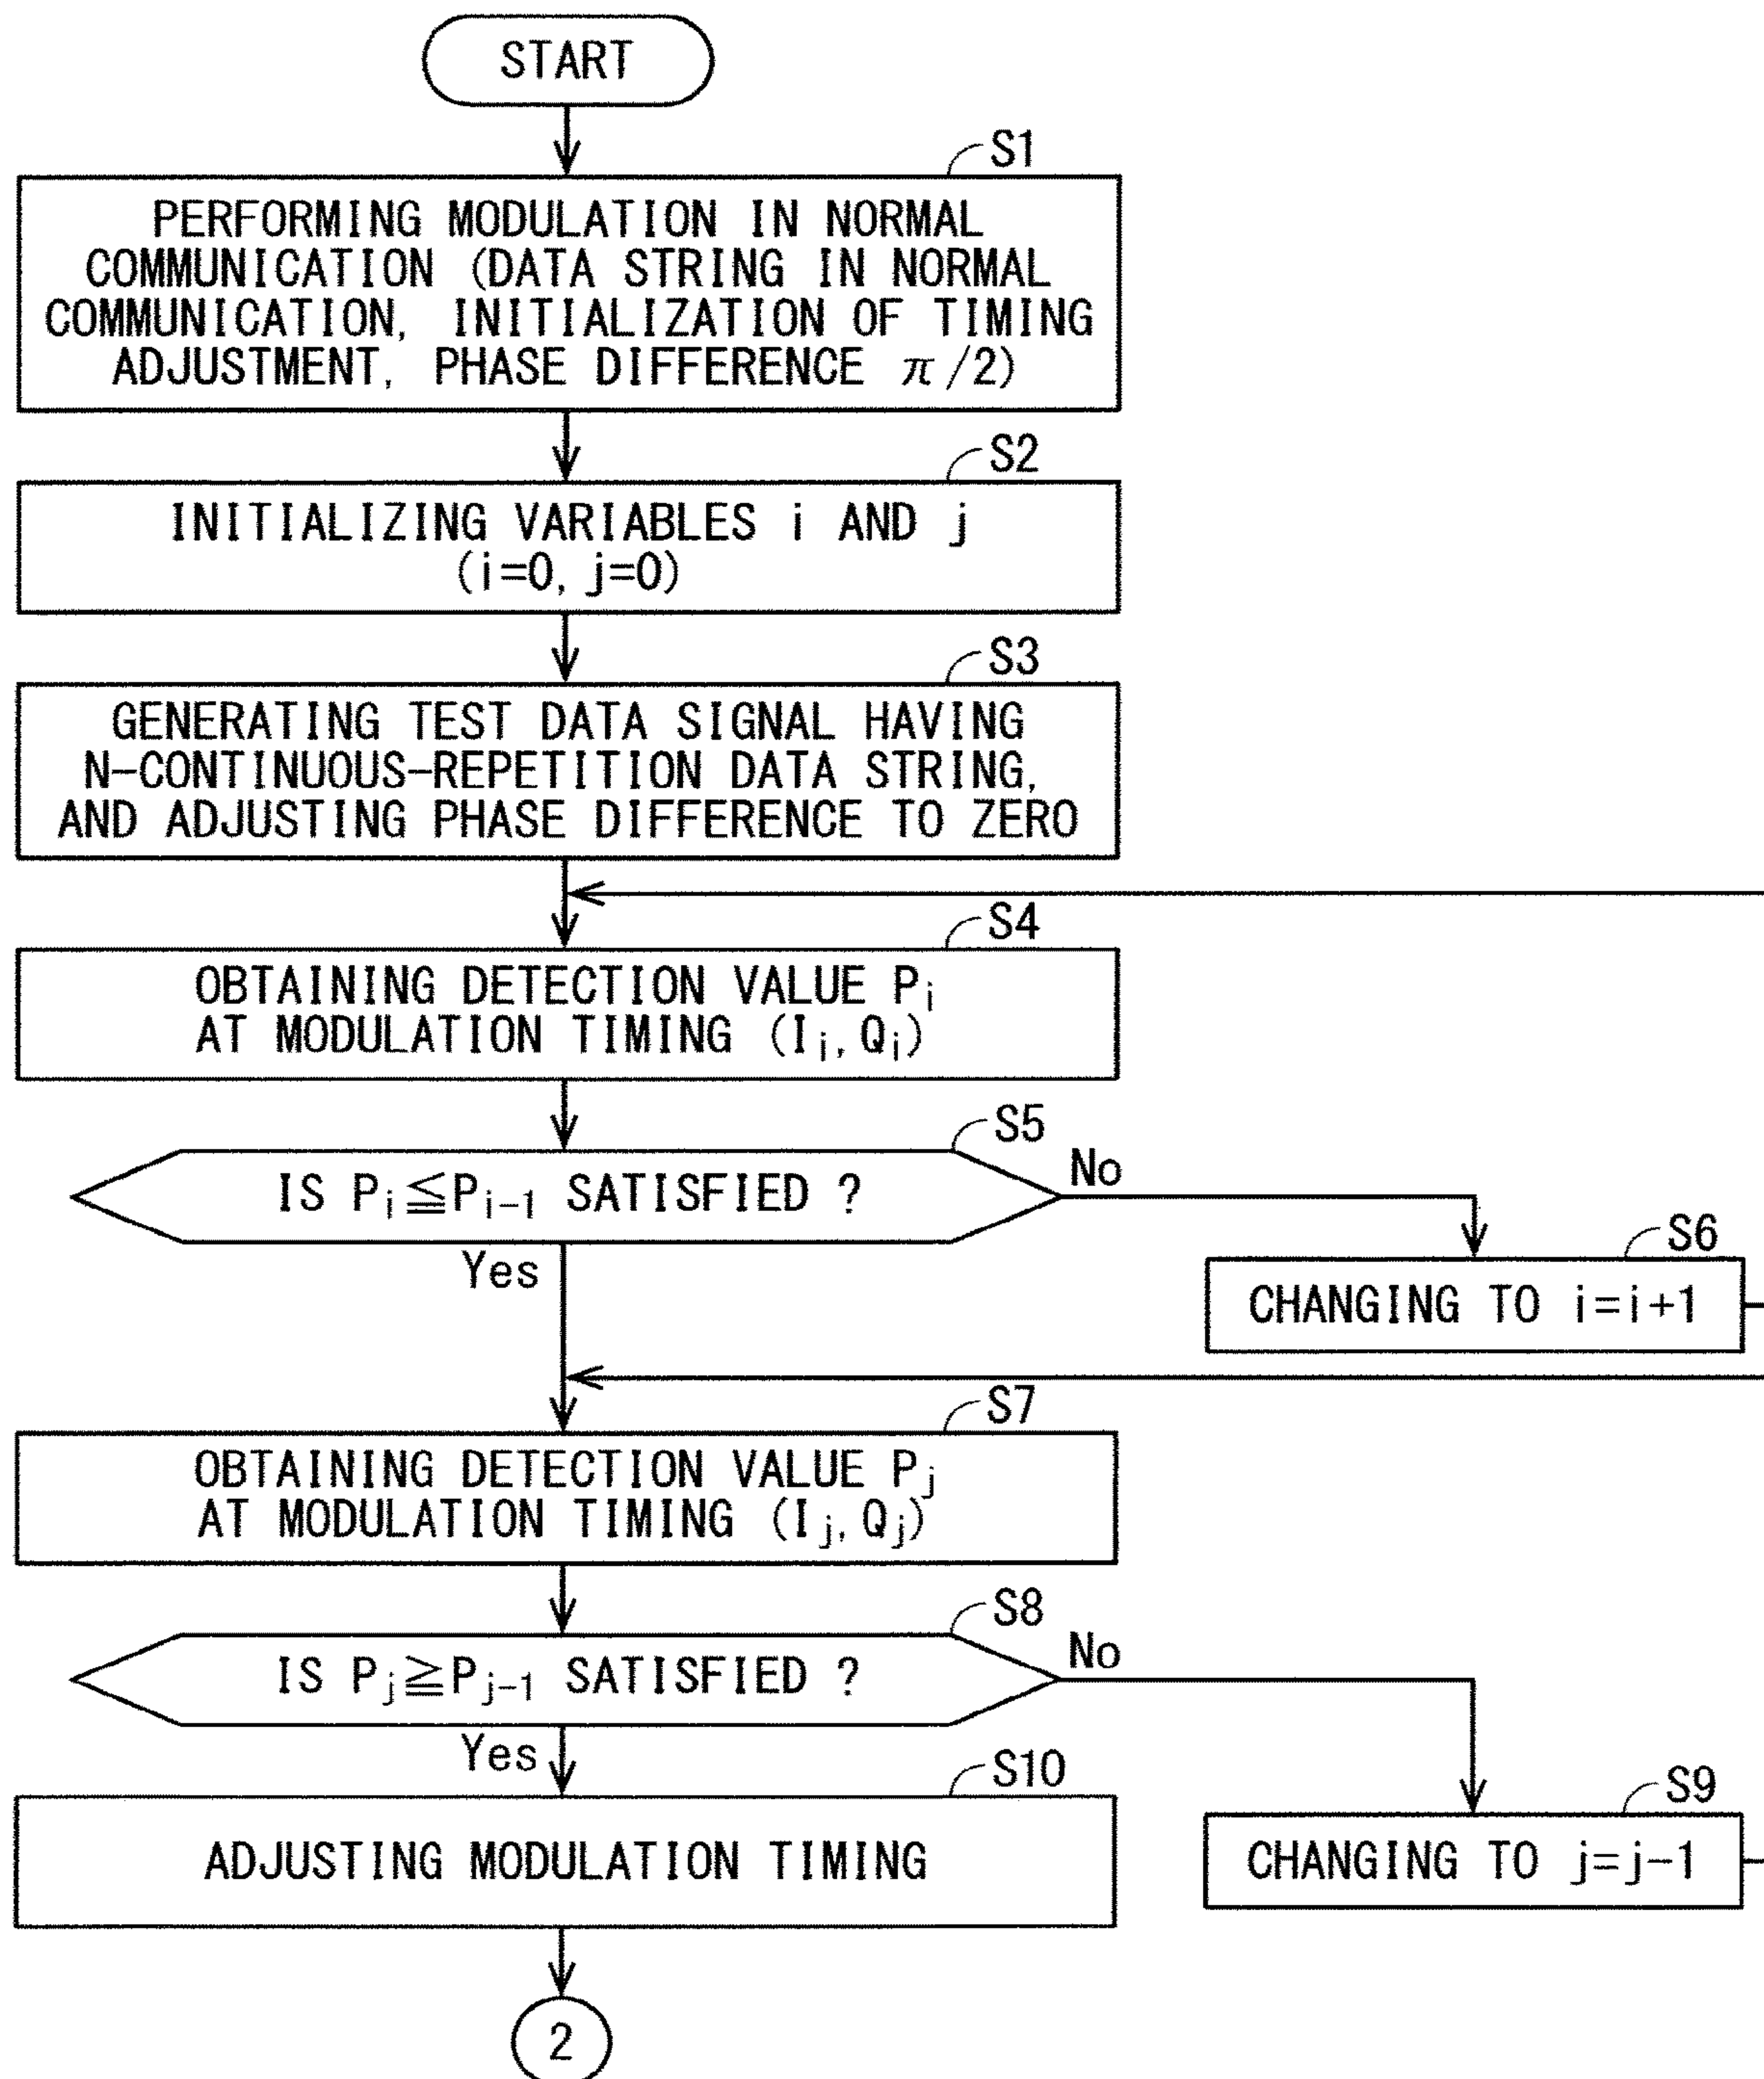 START
S1
PERFORMING MODULATION IN NORMAL
COMMUNICATION (DATA STRING IN NORMAL
COMMUNICATION, INITIALIZATION OF TIMING
ADJUSTMENT, PHASE DIFFERENCE π/2)
S2
INITIALIZING VARIABLES i AND j
(i=0, j=0)
S3
GENERATING TEST DATA SIGNAL HAVING
N-CONTINUOUS-REPETITION DATA STRING,
AND ADJUSTING PHASE DIFFERENCE TO ZERO
S4
OBTAINING DETECTION VALUE Pi
AT MODULATION TIMING (Ii, Qi)
S5
IS Pi≦Pi-1 SATISFIED ?
No
Yes
S6
CHANGING TO i=i+1
S7
OBTAINING DETECTION VALUE Pj
AT MODULATION TIMING (Ij, Qj)
S8
IS Pj≧Pj-1 SATISFIED ?
No
Yes
S10
ADJUSTING MODULATION TIMING
S9
CHANGING TO j=j-1
2